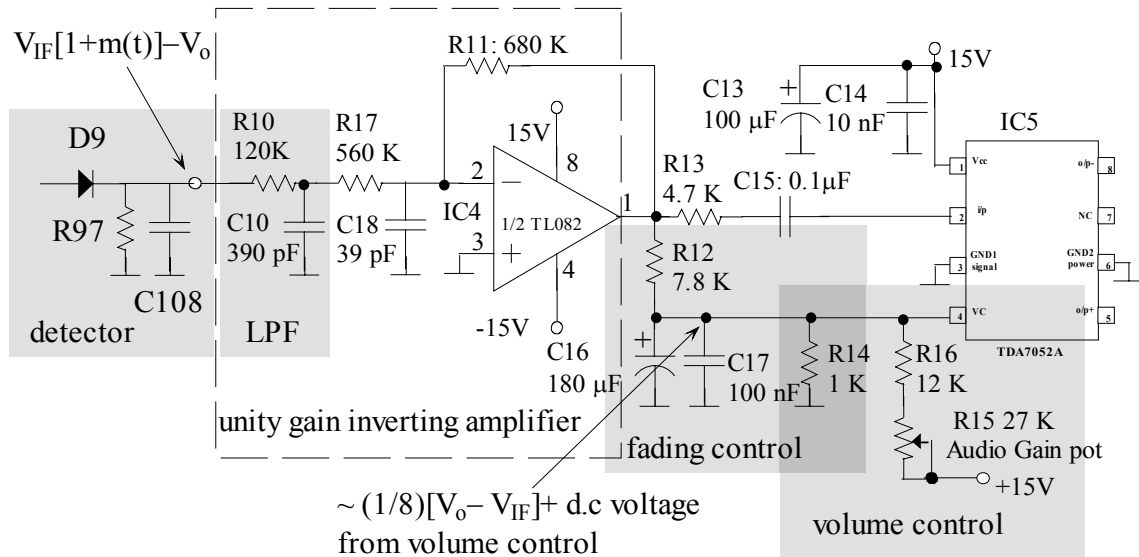 V_IF[1+m(t)]–V_o
R11: 680 K
15V
C13
100 µF
C14
10 nF
IC5
D9
R10
120K
R17
560 K
15V
8
2
−
IC4
1/2 TL082
3
+
1
4
-15V
R13
4.7 K
C15: 0.1µF
+
1
Vcc
o/p-
8
2
i/p
NC
7
3
GND1
signal
GND2
power
6
4
VC
o/p+
5
TDA7052A
R97
C108
C10
390 pF
C18
39 pF
detector
LPF
R12
7.8 K
+
C16
180 µF
C17
100 nF
R14
1 K
R16
12 K
R15 27 K
Audio Gain pot
+15V
unity gain inverting amplifier
fading control
volume control
~ (1/8)[V_o– V_IF]+ d.c voltage
from volume control